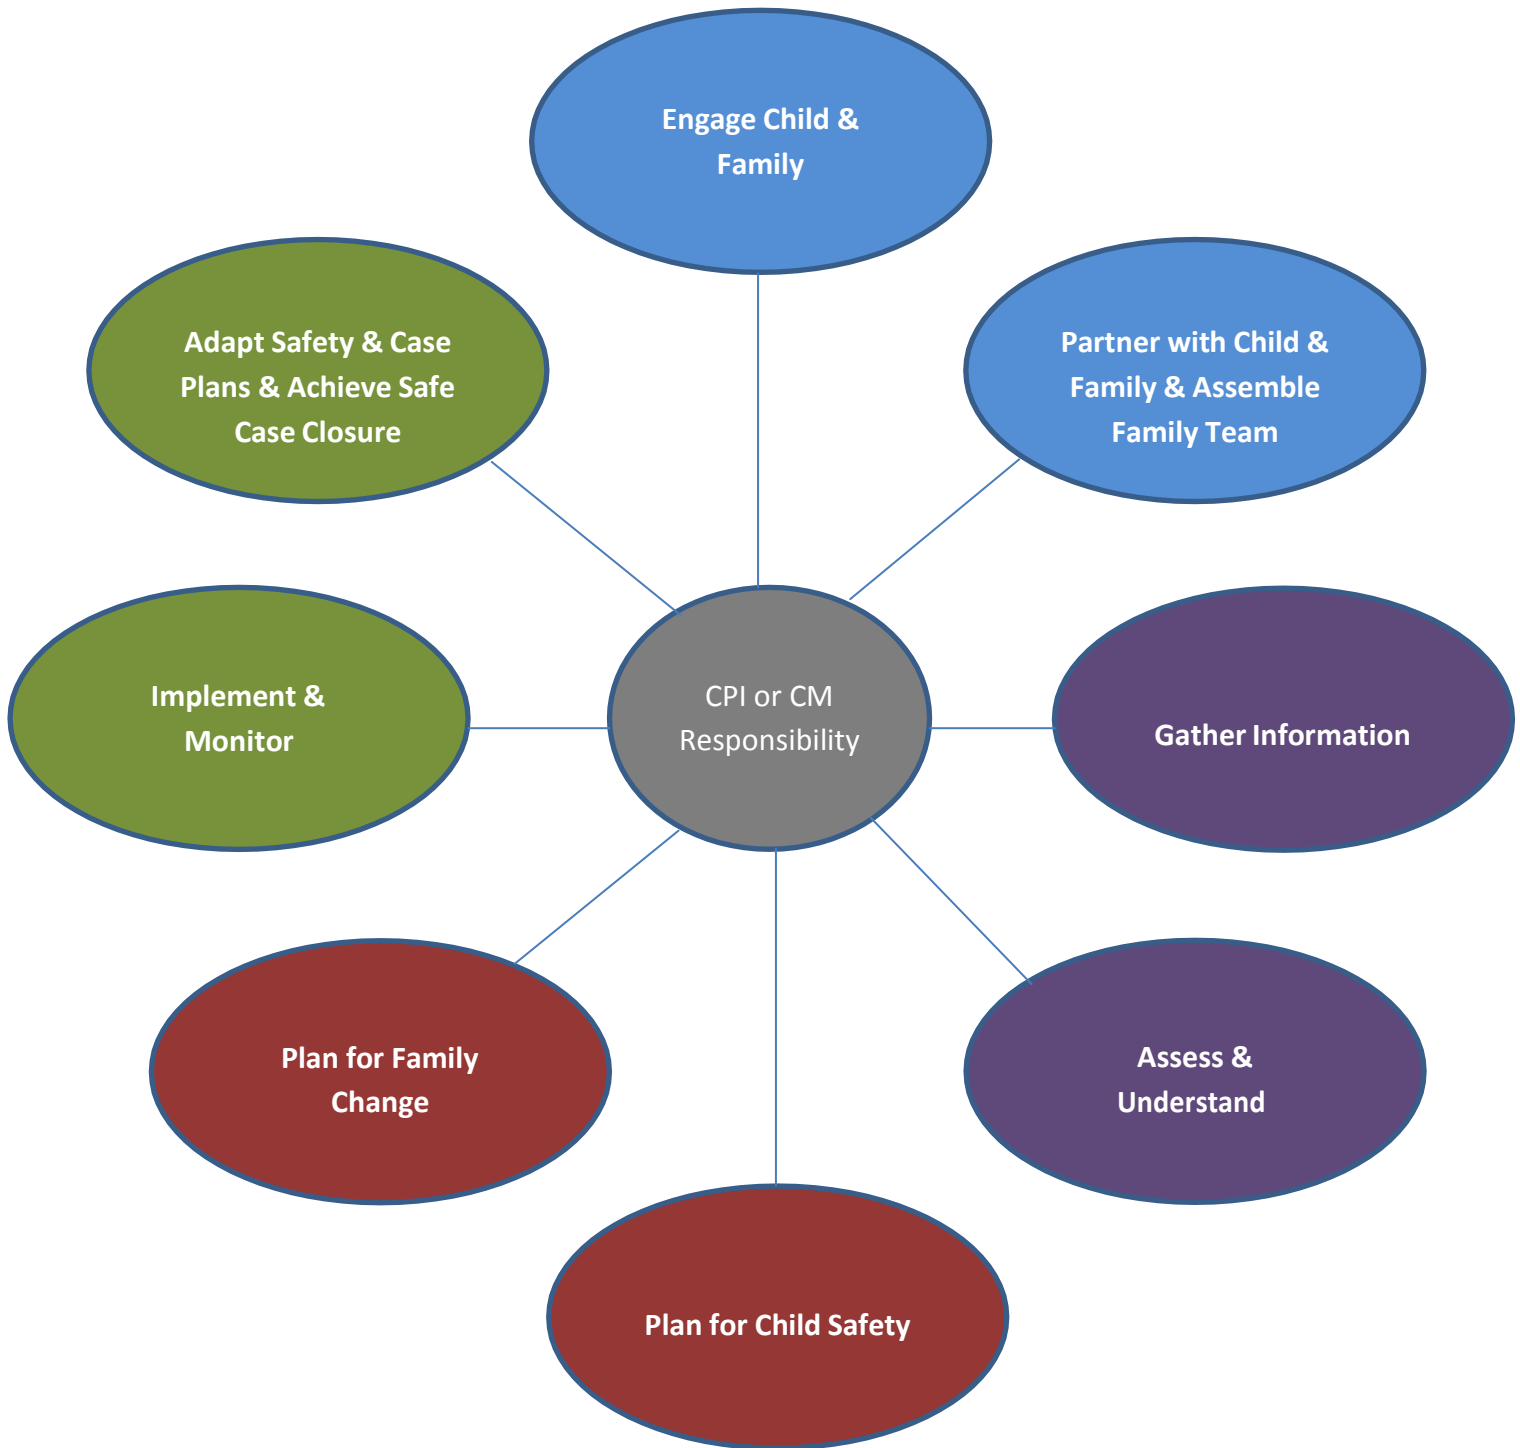 Engage Child &
Family
Adapt Safety & Case
Plans & Achieve Safe
Case Closure
Partner with Child &
Family & Assemble
Family Team
Implement &
Monitor
CPI or CM
Responsibility
Gather Information
Plan for Family
Change
Assess &
Understand
Plan for Child Safety